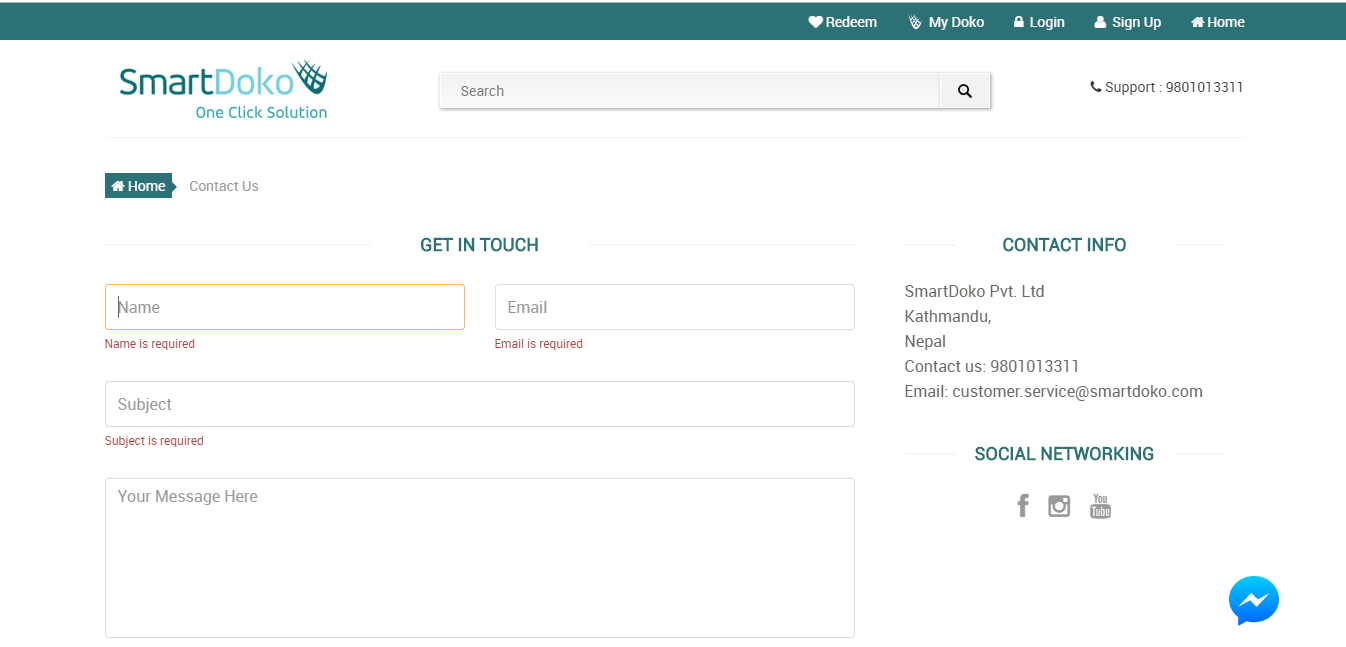 Redeem My Doko Login Sign Up Home
SmartDoko
One Click Solution
Search
Support : 9801013311
Home Contact Us
GET IN TOUCH
Name
Email
Name is required
Email is required
Subject
Subject is required
Your Message Here
CONTACT INFO
SmartDoko Pvt. Ltd
Kathmandu,
Nepal
Contact us: 9801013311
Email: customer.service@smartdoko.com
SOCIAL NETWORKING
You
Tube